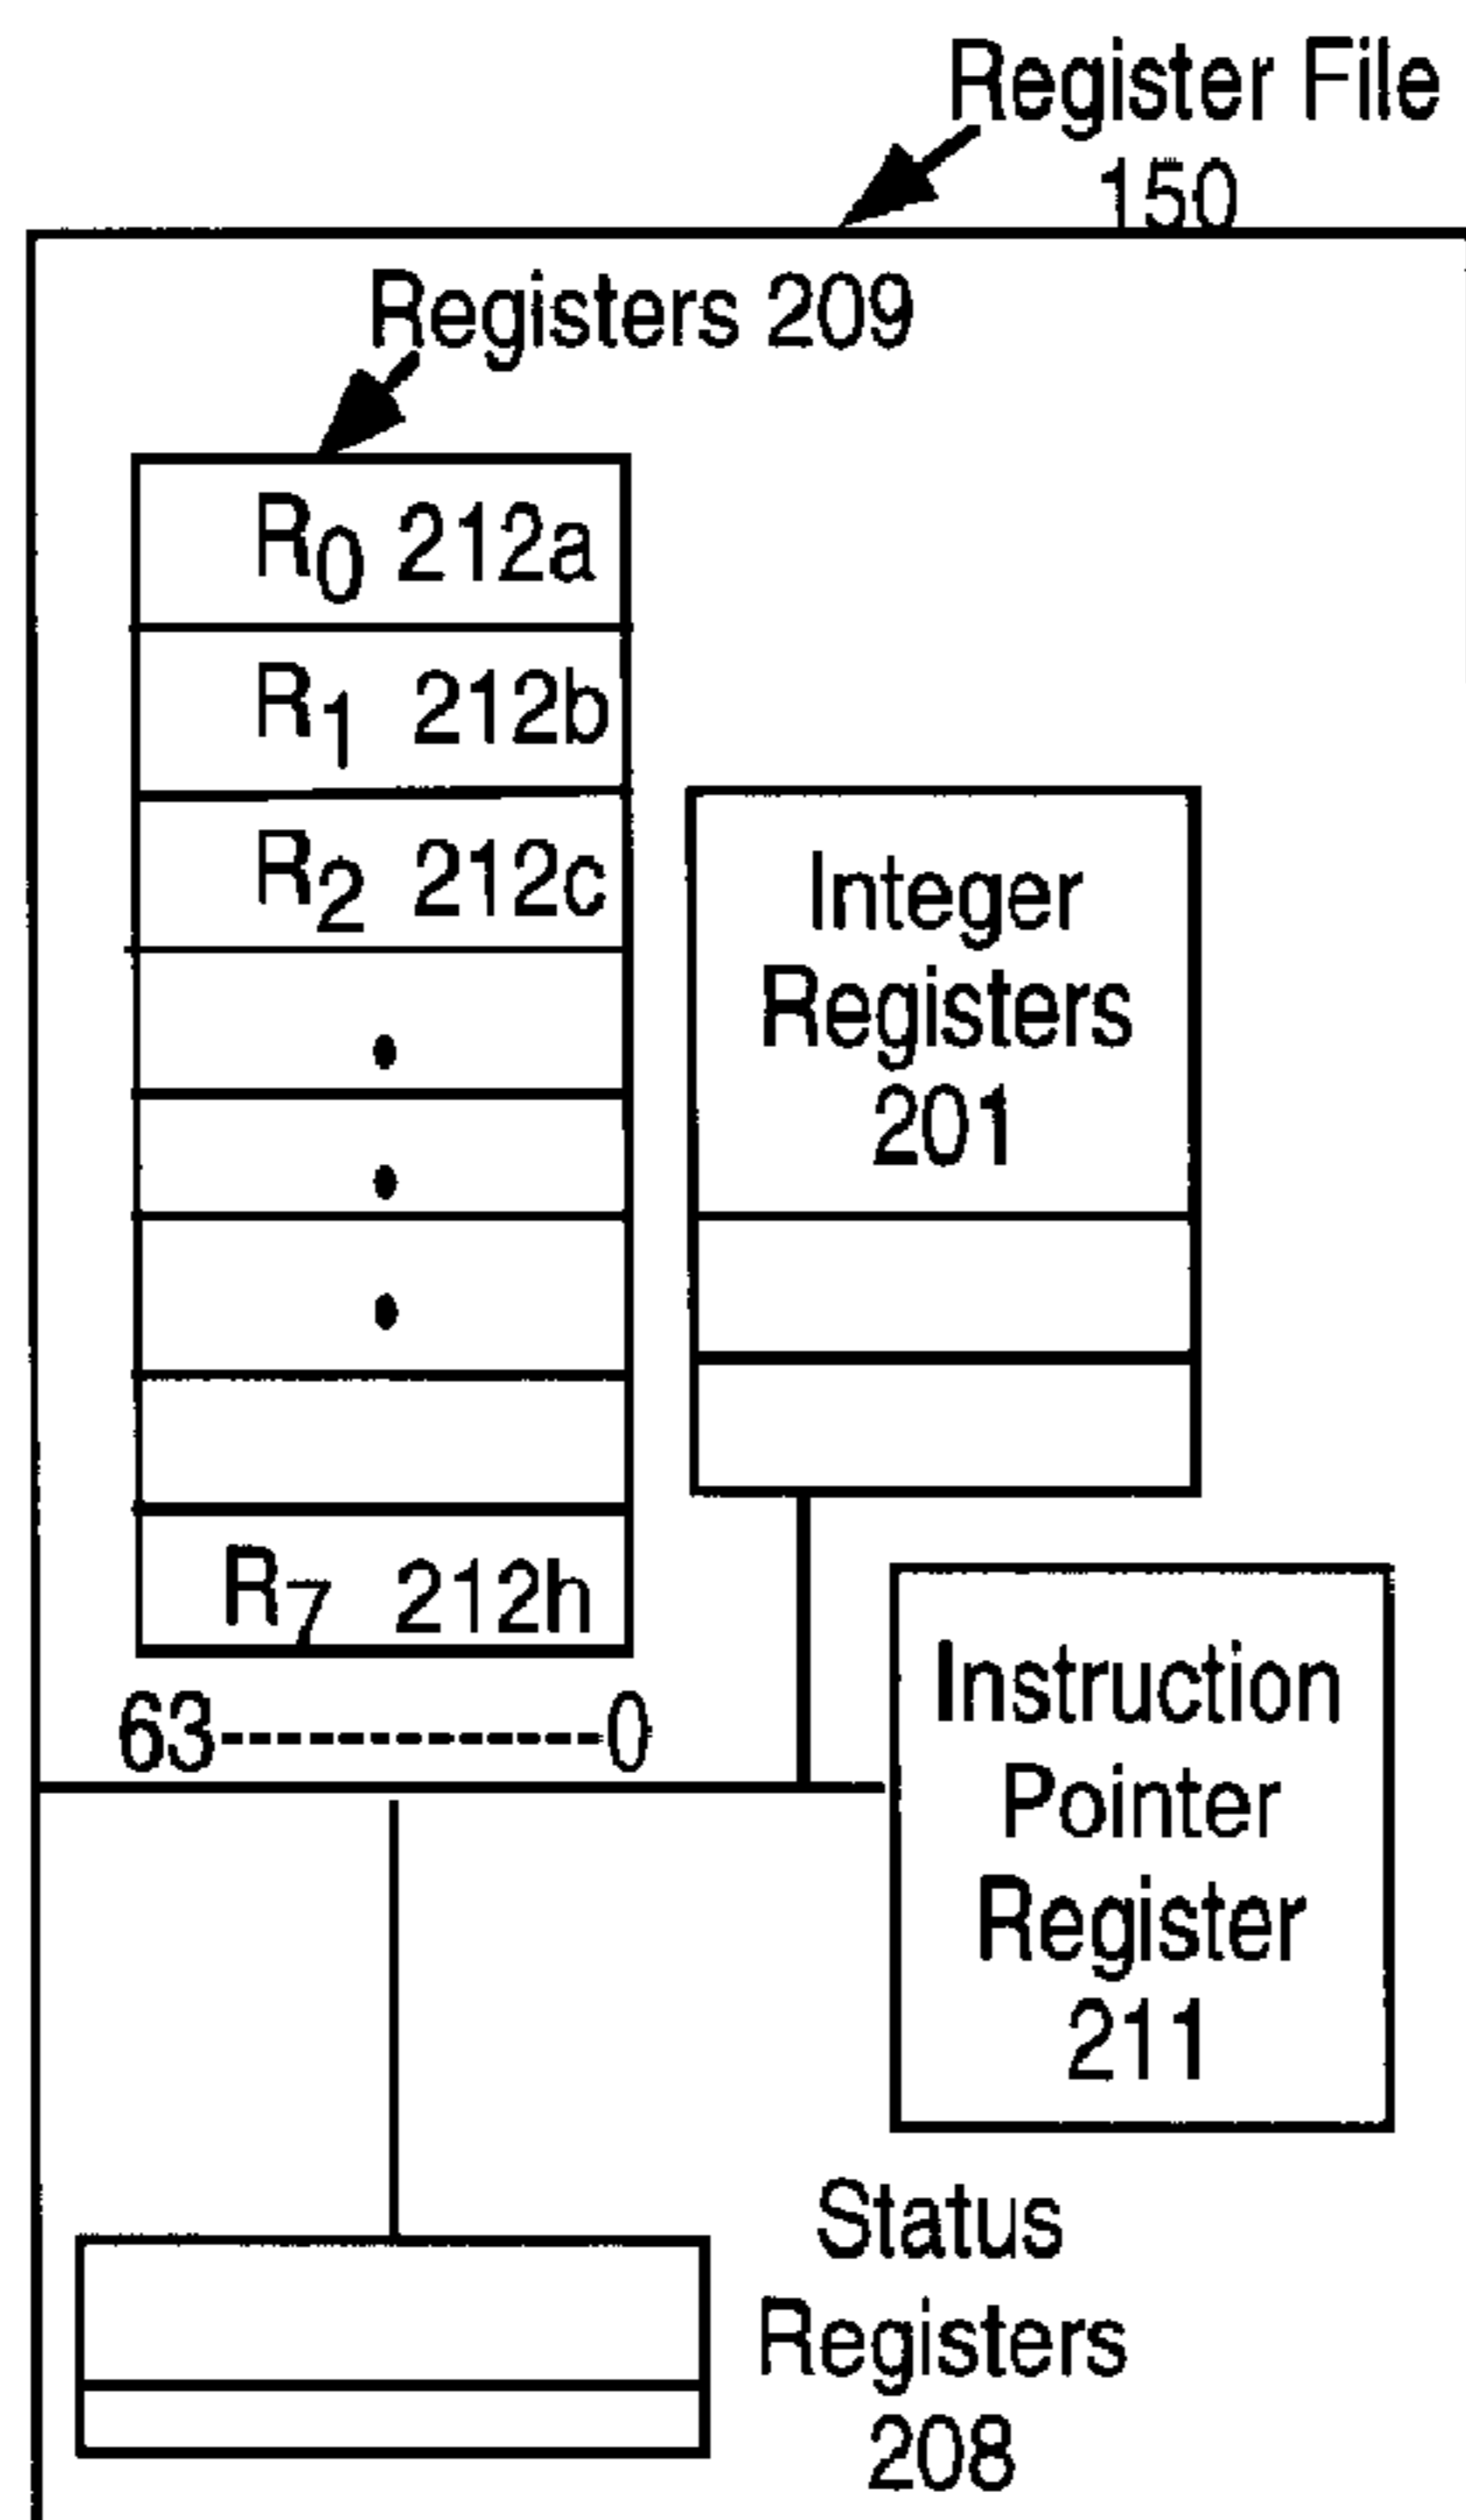 Register File
150
Registers 209
R0 212a
R1 212b
R2 212c
Integer
Registers
201
R7 212h
63------------0
Instruction
Pointer
Register
211
Status
Registers
208